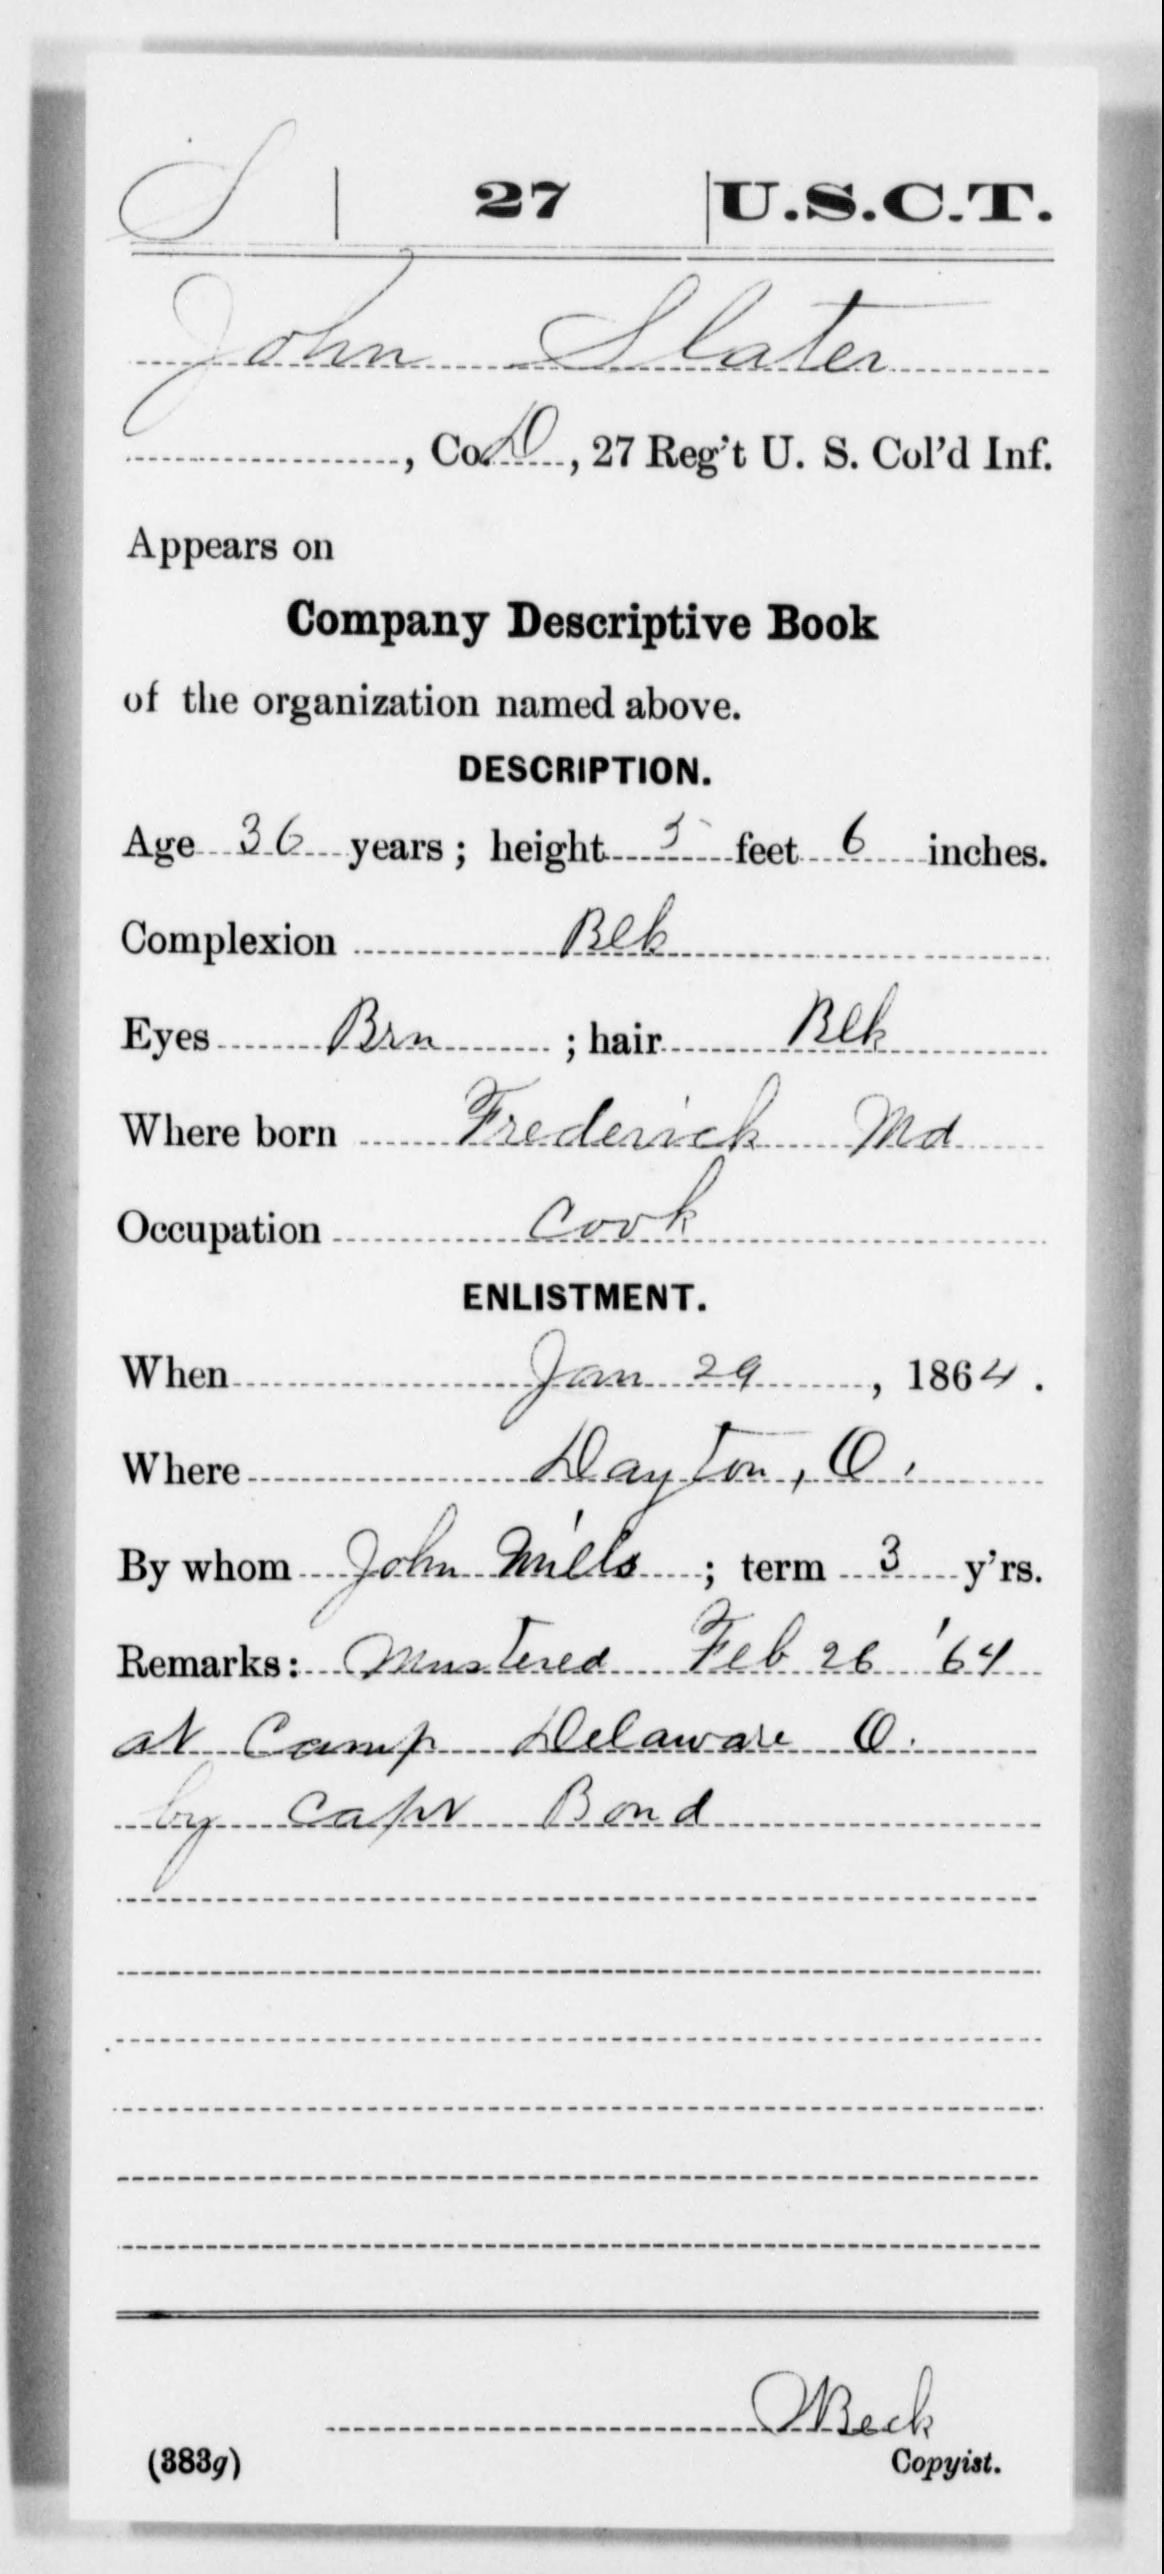 S | 27 | U.S.C.T.
John Slater
, Co. D, 27 Reg't U. S. Col'd Inf.
Appears on
Company Descriptive Book
of the organization named above.
DESCRIPTION.
Age 36 years; height 5 feet 6 inches.
Complexion Blk
Eyes Brn; hair Blk
Where born Frederick Md
Occupation Cook
ENLISTMENT.
When Jan 29, 1864.
Where Dayton, O.
By whom John Mills; term 3 y'rs.
Remarks: Mustered Feb 26 '64
at Camp Delaware O.
by Capt Bond
Beck
(383g) Copyist.